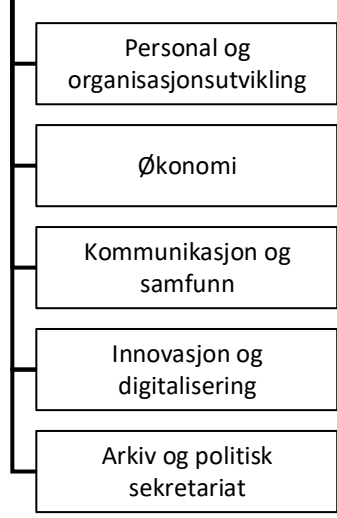 Personal og
organisasjonsutvikling
Økonomi
Kommunikasjon og
samfunn
Innovasjon og
digitalisering
Arkiv og politisk
sekretariat